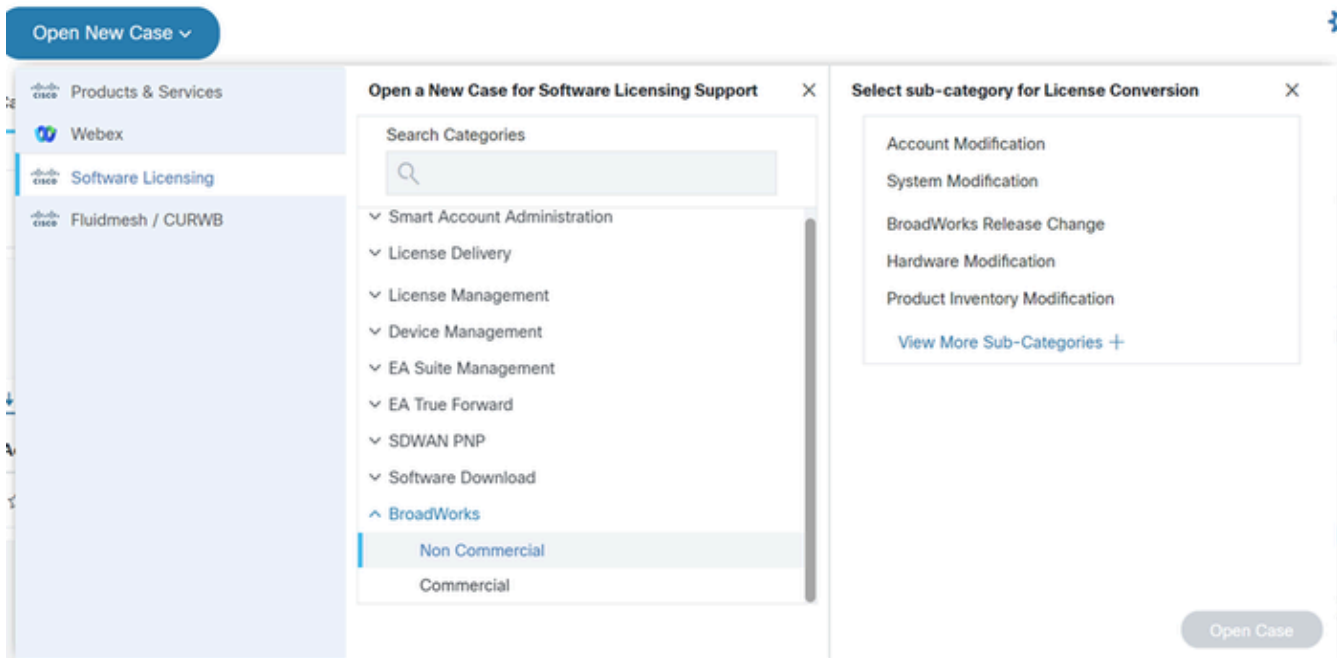 Open New Case
Products & Services
Webex
Software Licensing
Fluidmesh / CURWB
Open a New Case for Software Licensing Support
Search Categories
Smart Account Administration
License Delivery
License Management
Device Management
EA Suite Management
EA True Forward
SDWAN PNP
Software Download
BroadWorks
Non Commercial
Commercial
Select sub-category for License Conversion
Account Modification
System Modification
BroadWorks Release Change
Hardware Modification
Product Inventory Modification
View More Sub-Categories +
Open Case